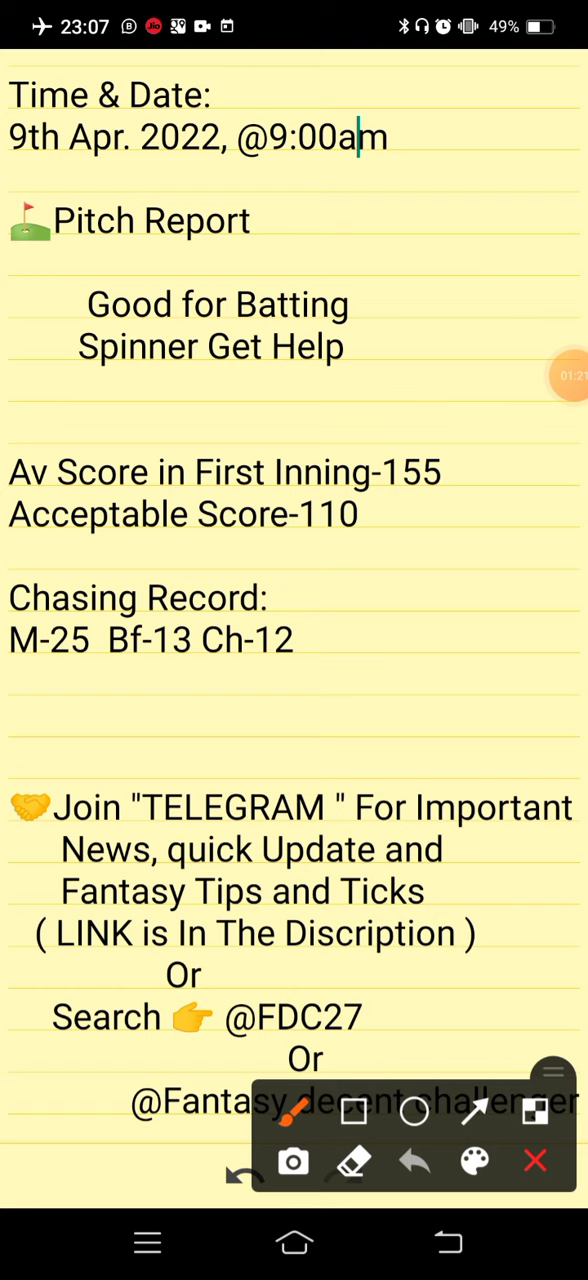 23:07
49%
Time & Date:
9th Apr. 2022, @9:00am
Pitch Report
Good for Batting
Spinner Get Help
01:21
Av Score in First Inning-155
Acceptable Score-110
Chasing Record:
M-25 Bf-13 Ch-12
Join "TELEGRAM " For Important
News, quick Update and
Fantasy Tips and Ticks
( LINK is In The Discription )
Or
Search 👉 @FDC27
Or
@Fantasy decent challenger